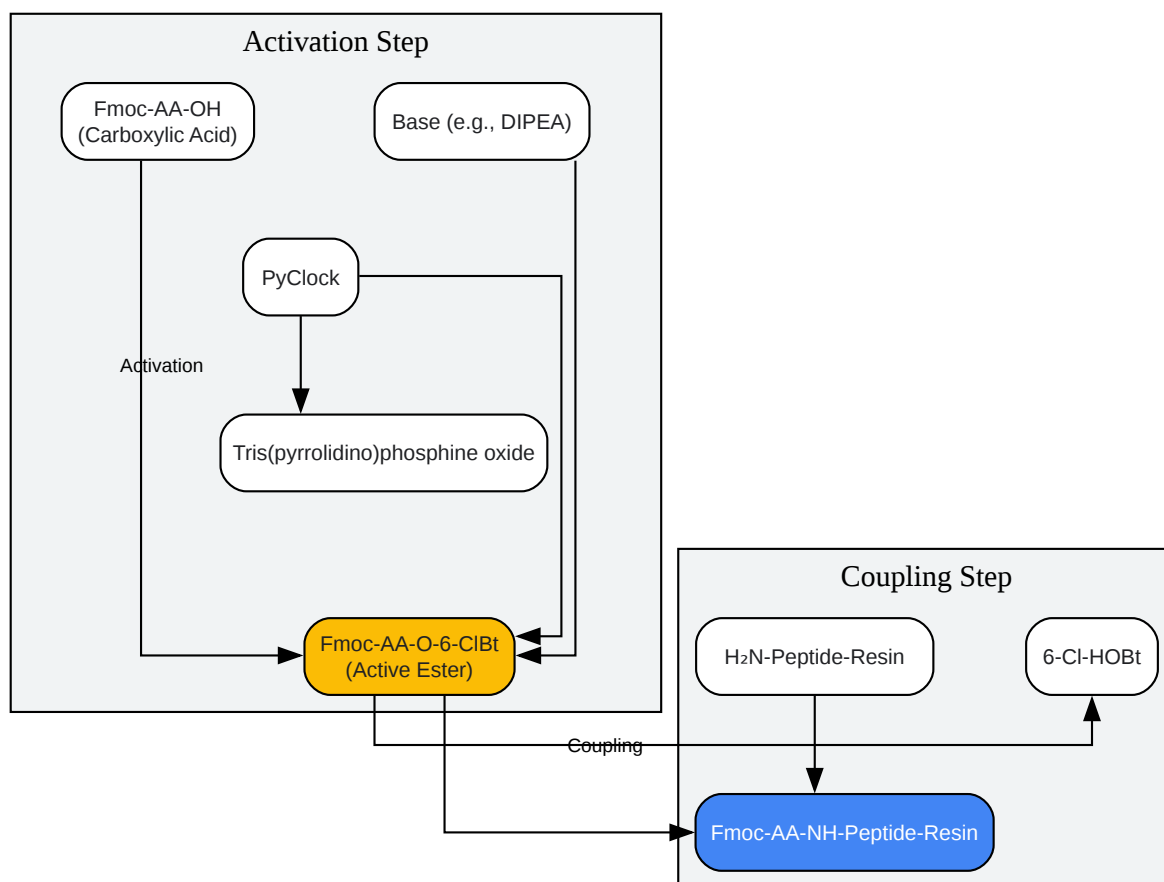 Activation Step
Fmoc-AA-OH
(Carboxylic Acid)
Base (e.g., DIPEA)
PyClock
Activation
Tris(pyrrolidino)phosphine oxide
Fmoc-AA-O-6-ClBt
(Active Ester)
Coupling Step
H₂N-Peptide-Resin
6-Cl-HOBt
Coupling
Fmoc-AA-NH-Peptide-Resin